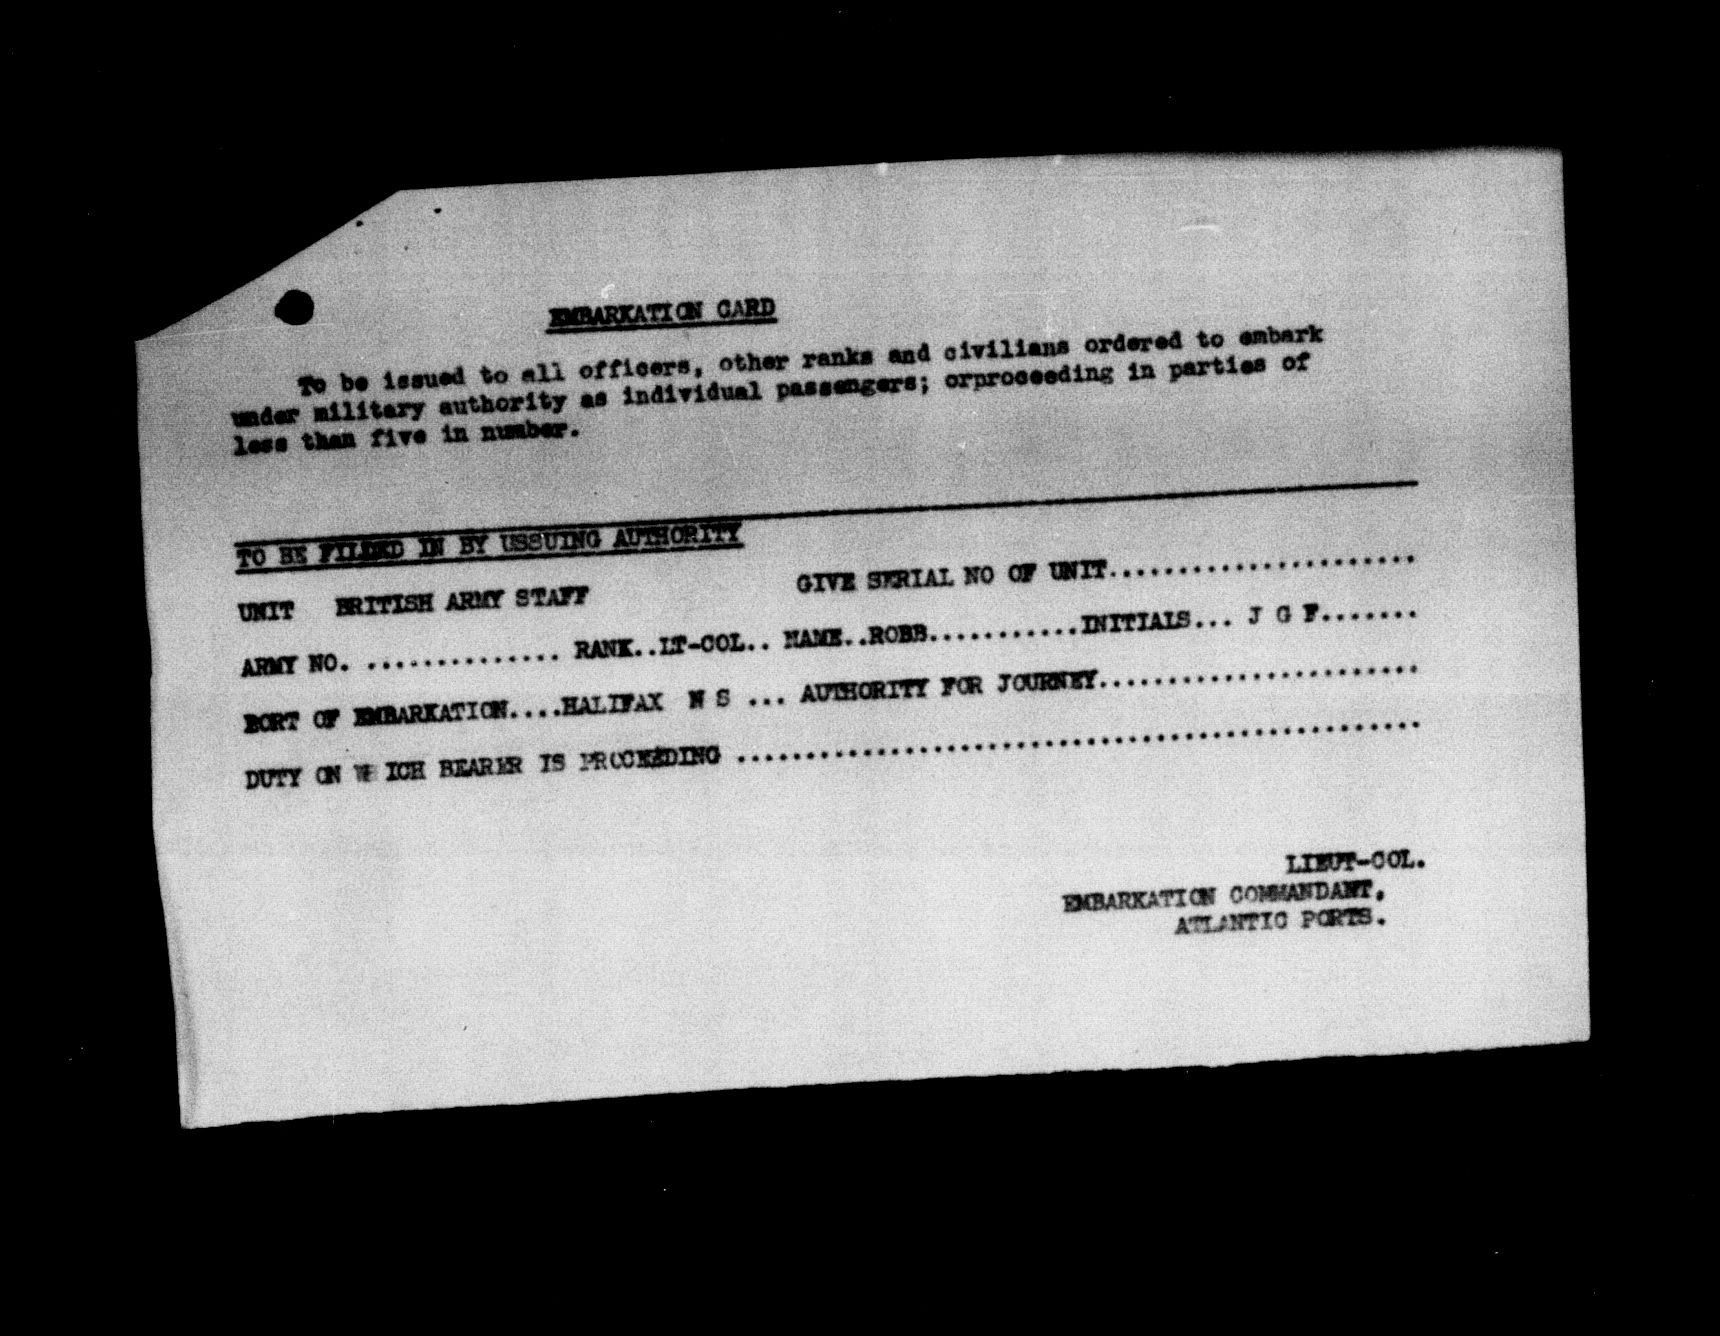 EMBARKATION CARD
To be issued to all officers, other ranks and civilians ordered to embark
under military authority as individual passengers; orproceeding in parties of
less than five in number.
TO BE FILLED IN BY USSUING AUTHORITY
UNIT BRITISH ARMY STAFF GIVE SERIAL NO OF UNIT.......................
ARMY NO. ............... RANK..LT-COL.. NAME..ROBB...........INITIALS... J G F.......
PORT OF EMBARKATION....HALIFAX N S ... AUTHORITY FOR JOURNEY........................
DUTY ON WHICH BEARER IS PROCEEDING ..................................................
LIEUT-COL.
EMBARKATION COMMANDANT.
ATLANTIC PORTS.